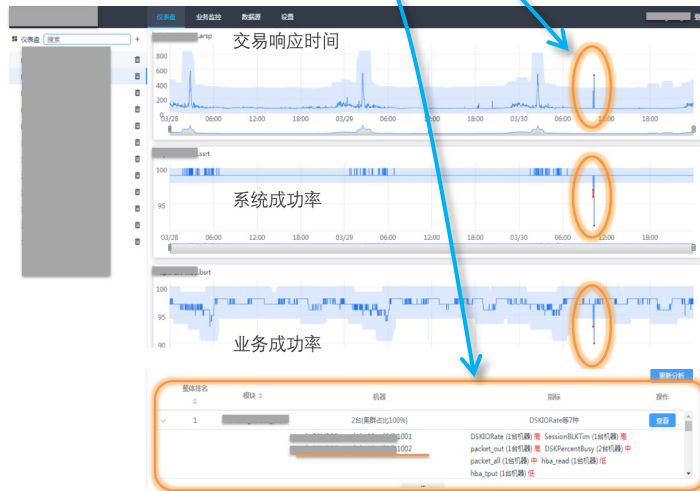 仪表盘 业务监控 数据源 设置
仪表盘 搜索 +
.arsp
交易响应时间
800
600
400
200
0
03/28 06:00 12:00 18:00 03/29 06:00 12:00 18:00 03/30 06:00 12:00 18:00
.ssrt
100
95
系统成功率
03/28 06:00 12:00 18:00 03/29 06:00 12:00 18:00 03/30 06:00 12:00 18:00
.bsrt
100
95
90
业务成功率
重新分析
整体排名 模块 机器 指标 操作
1 2台(集群占比100%) DSKIORate等7种 查看
1001 DSKIORate (1台机器) 高 SessionBLKTim (1台机器) 高
1002 packet_out (1台机器) 高 DSKPercentBusy (2台机器) 中
packet_all (1台机器) 中 hba_read (1台机器) 低
hba_tput (1台机器) 低